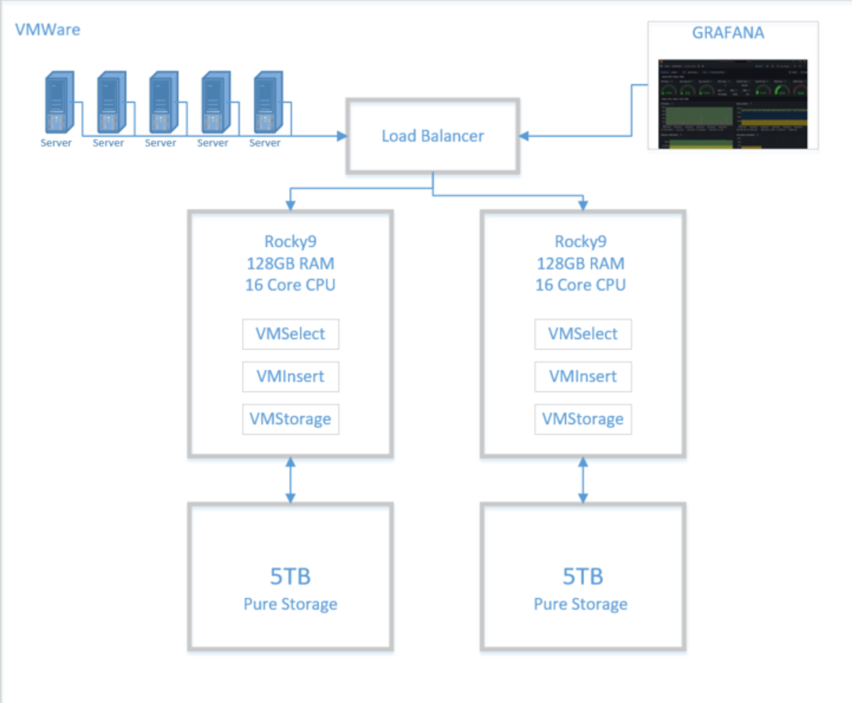 VMWare
GRAFANA
Server
Server
Server
Server
Server
Load Balancer
Rocky9
128GB RAM
16 Core CPU
VMSelect
VMInsert
VMStorage
Rocky9
128GB RAM
16 Core CPU
VMSelect
VMInsert
VMStorage
5TB
Pure Storage
5TB
Pure Storage